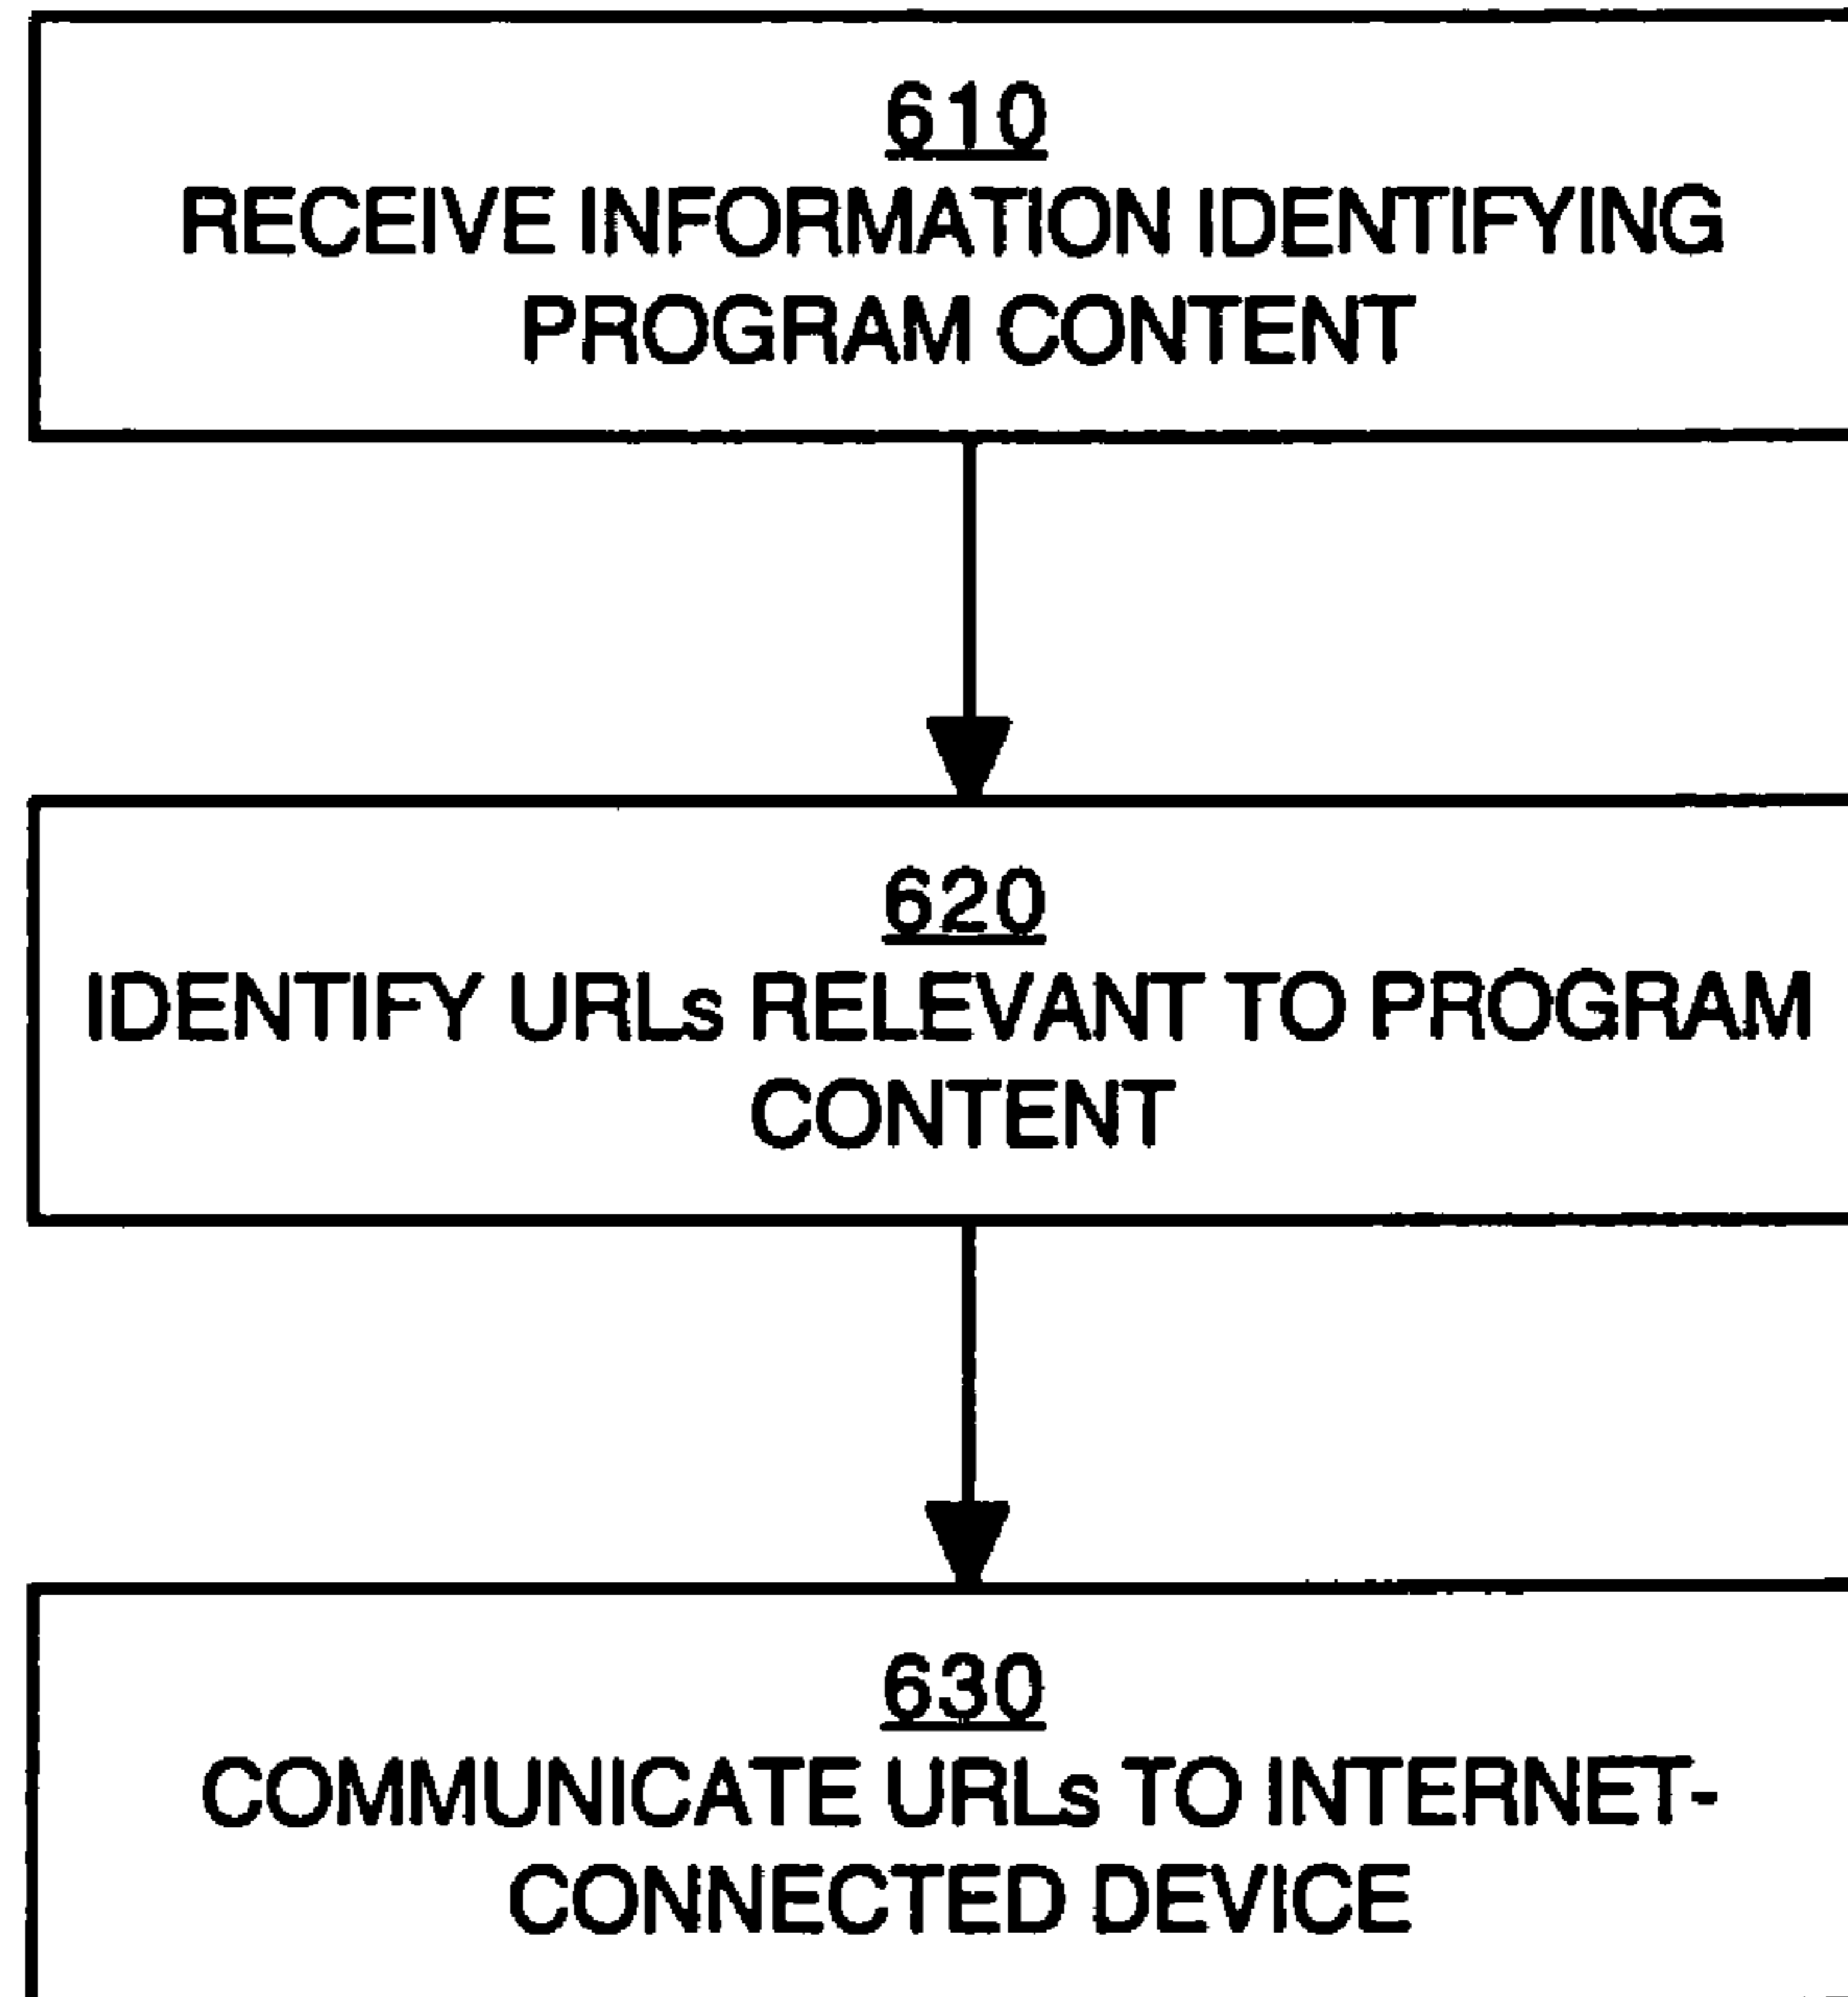 610
RECEIVE INFORMATION IDENTIFYING
PROGRAM CONTENT
620
IDENTIFY URLs RELEVANT TO PROGRAM
CONTENT
630
COMMUNICATE URLs TO INTERNET-
CONNECTED DEVICE